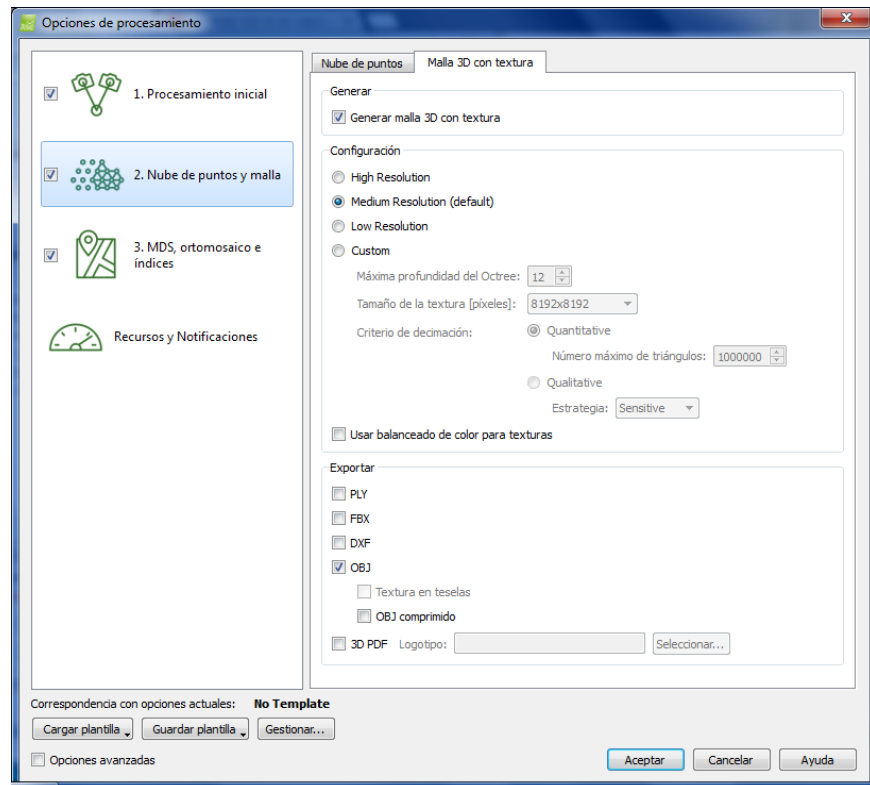 Opciones de procesamiento
1. Procesamiento inicial
2. Nube de puntos y malla
3. MDS, ortomosaico e
índices
Recursos y Notificaciones
Nube de puntos
Malla 3D con textura
Generar
Generar malla 3D con textura
Configuración
High Resolution
Medium Resolution (default)
Low Resolution
Custom
Máxima profundidad del Octree: 12
Tamaño de la textura [píxeles]: 8192x8192
Criterio de decimación: Quantitative
Número máximo de triángulos: 1000000
Qualitative
Estrategia: Sensitive
Usar balanceado de color para texturas
Exportar
PLY
FBX
DXF
OBJ
Textura en teselas
OBJ comprimido
3D PDF Logotipo: Seleccionar...
Correspondencia con opciones actuales: No Template
Cargar plantilla Guardar plantilla Gestionar...
Opciones avanzadas
Aceptar Cancelar Ayuda